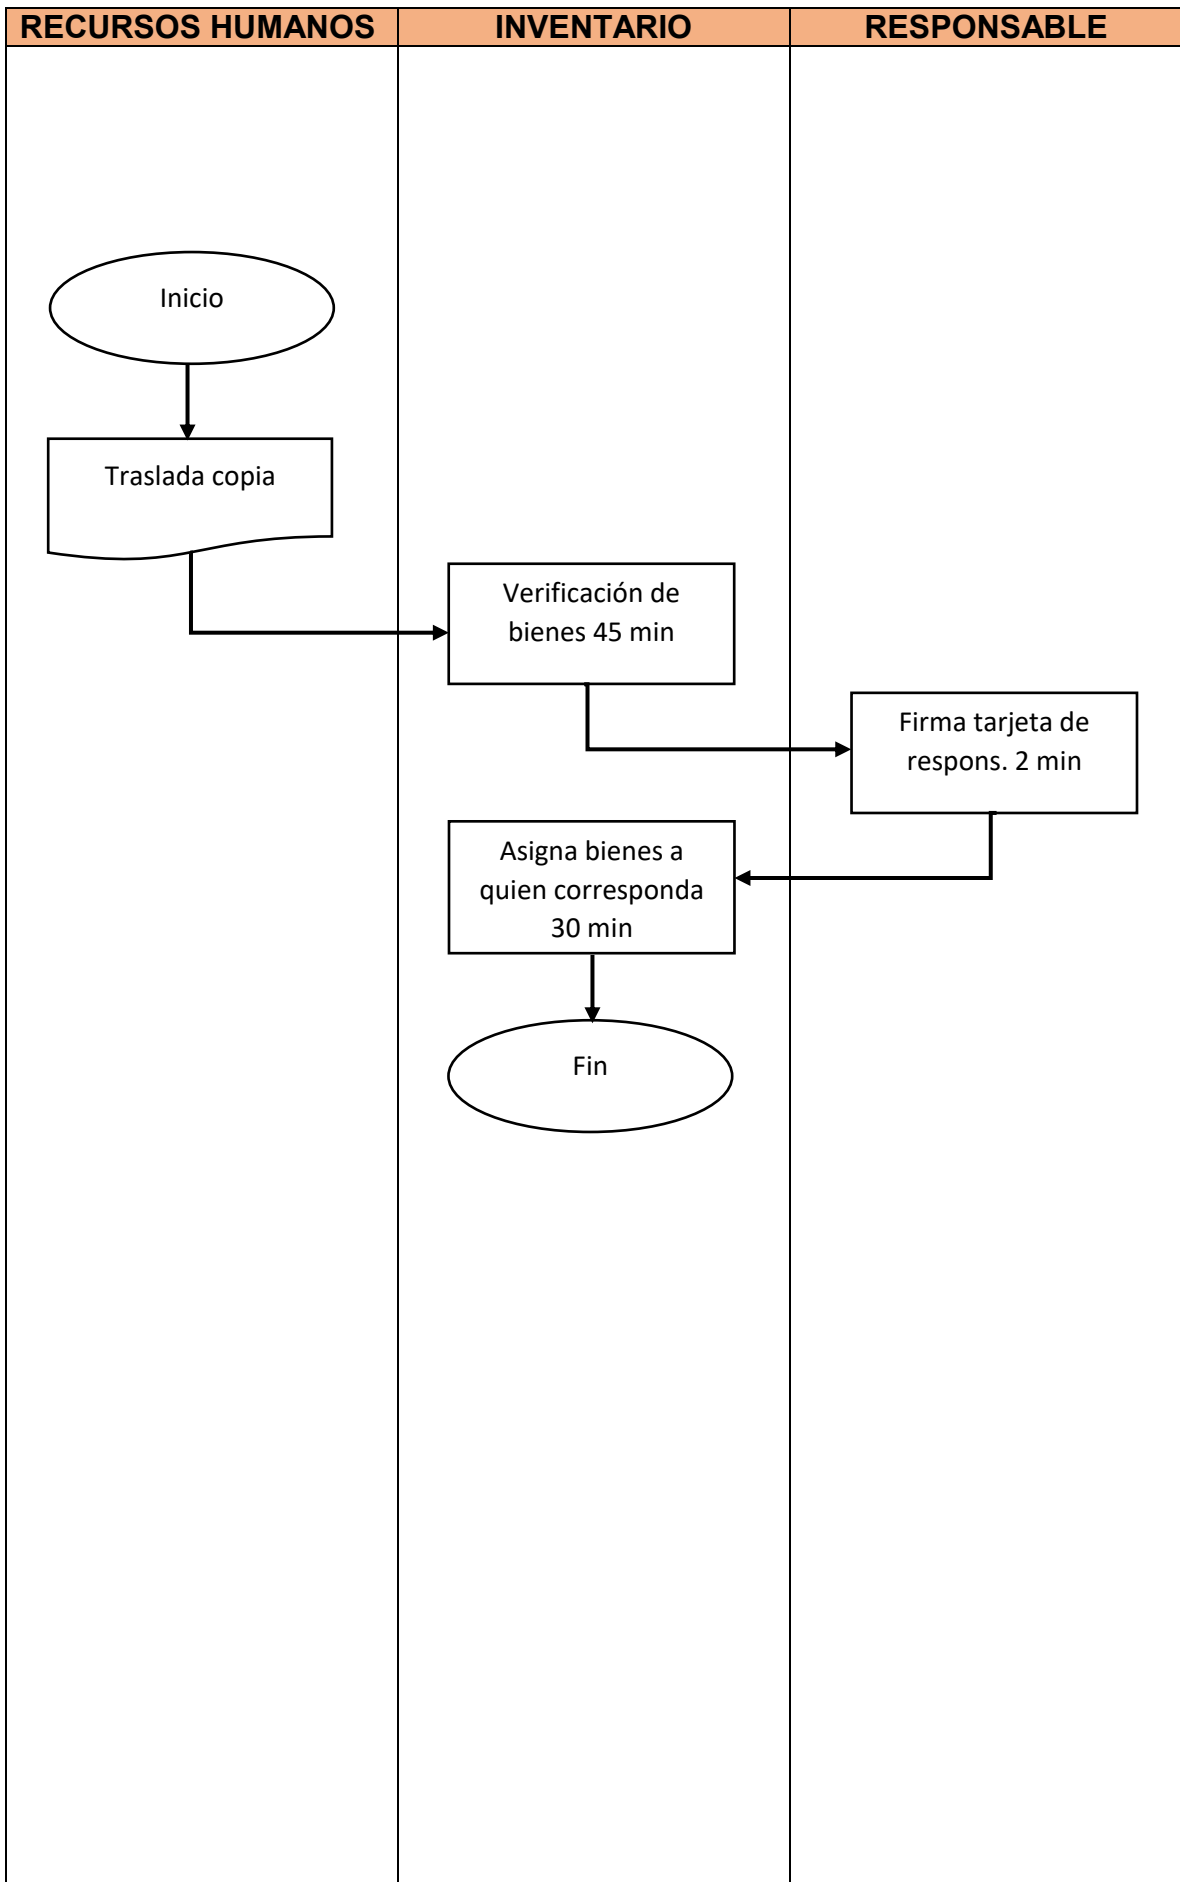 RECURSOS HUMANOS
INVENTARIO
RESPONSABLE
Inicio
Traslada copia
Verificación de
bienes 45 min
Firma tarjeta de
respons. 2 min
Asigna bienes a
quien corresponda
30 min
Fin